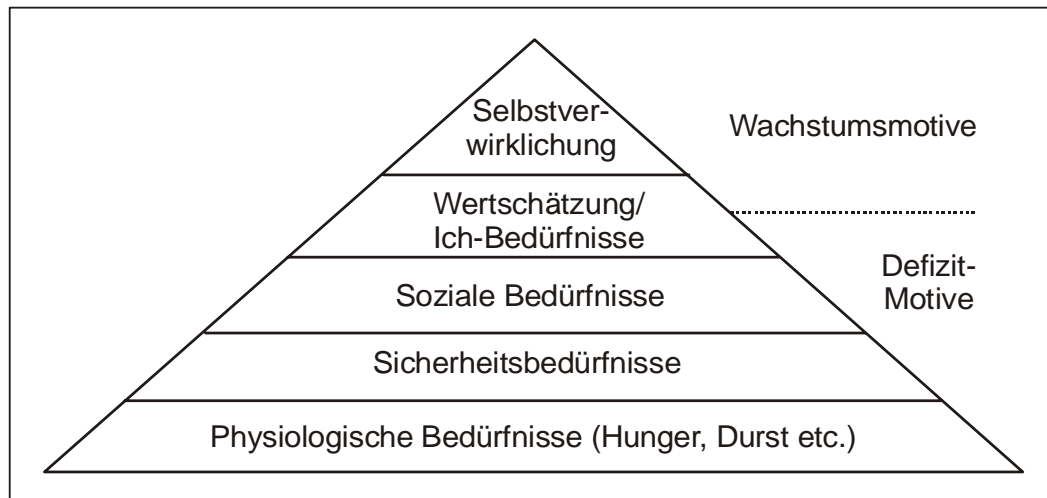 Selbstver-
wirklichung
Wachstumsmotive
Wertschätzung/
Ich-Bedürfnisse
Defizit-
Motive
Soziale Bedürfnisse
Sicherheitsbedürfnisse
Physiologische Bedürfnisse (Hunger, Durst etc.)